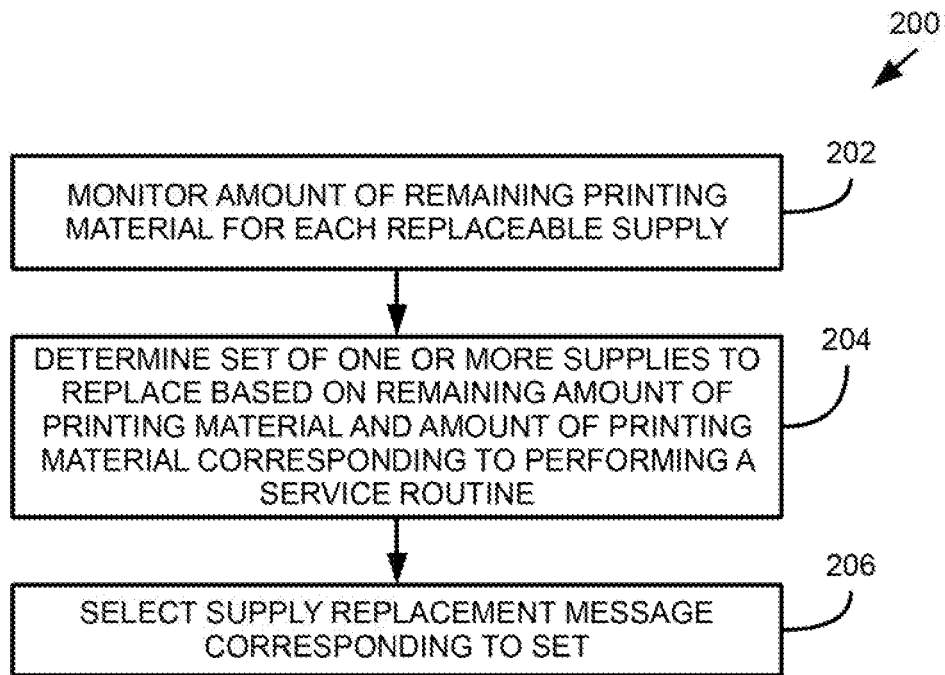 200
202
MONITOR AMOUNT OF REMAINING PRINTING
MATERIAL FOR EACH REPLACEABLE SUPPLY
204
DETERMINE SET OF ONE OR MORE SUPPLIES TO
REPLACE BASED ON REMAINING AMOUNT OF
PRINTING MATERIAL AND AMOUNT OF PRINTING
MATERIAL CORRESPONDING TO PERFORMING A
SERVICE ROUTINE
206
SELECT SUPPLY REPLACEMENT MESSAGE
CORRESPONDING TO SET